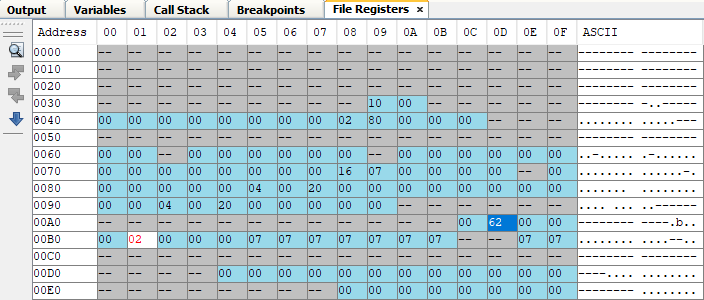 Output Variables Call Stack Breakpoints File Registers ×
Address 00 01 02 03 04 05 06 07 08 09 0A 0B 0C 0D 0E 0F ASCII
0000 -- -- -- -- -- -- -- -- -- -- -- -- -- -- -- -- -------- --------
0010 -- -- -- -- -- -- -- -- -- -- -- -- -- -- -- -- -------- --------
0020 -- -- -- -- -- -- -- -- -- -- -- -- -- -- -- -- -------- --------
0030 -- -- -- -- -- -- -- -- -- 10 00 -- -- -- -- -- -------- -..-----
0040 00 00 00 00 00 00 00 00 02 80 00 00 00 -- -- -- ........ .....---
0050 -- -- -- -- -- -- -- -- -- -- -- -- -- -- -- -- -------- --------
0060 00 00 -- 00 00 00 00 00 00 -- 00 00 00 00 00 00 ..-..... .-......
0070 00 00 00 00 00 00 00 00 16 07 00 00 00 00 -- 00 ........ ......-.
0080 00 00 00 00 00 04 00 20 00 00 00 00 00 00 00 00 ....... ........
0090 00 00 04 00 20 00 00 00 00 00 -- -- -- -- -- -- .... ... ..------
00A0 -- -- -- -- -- -- -- -- -- -- -- -- 00 62 00 00 -------- ----.b..
00B0 00 02 00 00 00 07 07 07 07 07 07 07 -- -- 07 07 ........ ....--..
00C0 -- -- -- -- -- -- -- -- -- -- -- -- -- -- -- -- -------- --------
00D0 -- -- -- -- 00 00 00 00 00 00 00 00 00 00 00 00 ----.... ........
00E0 -- -- -- -- -- -- -- -- 00 00 00 00 00 00 00 00 -------- ........